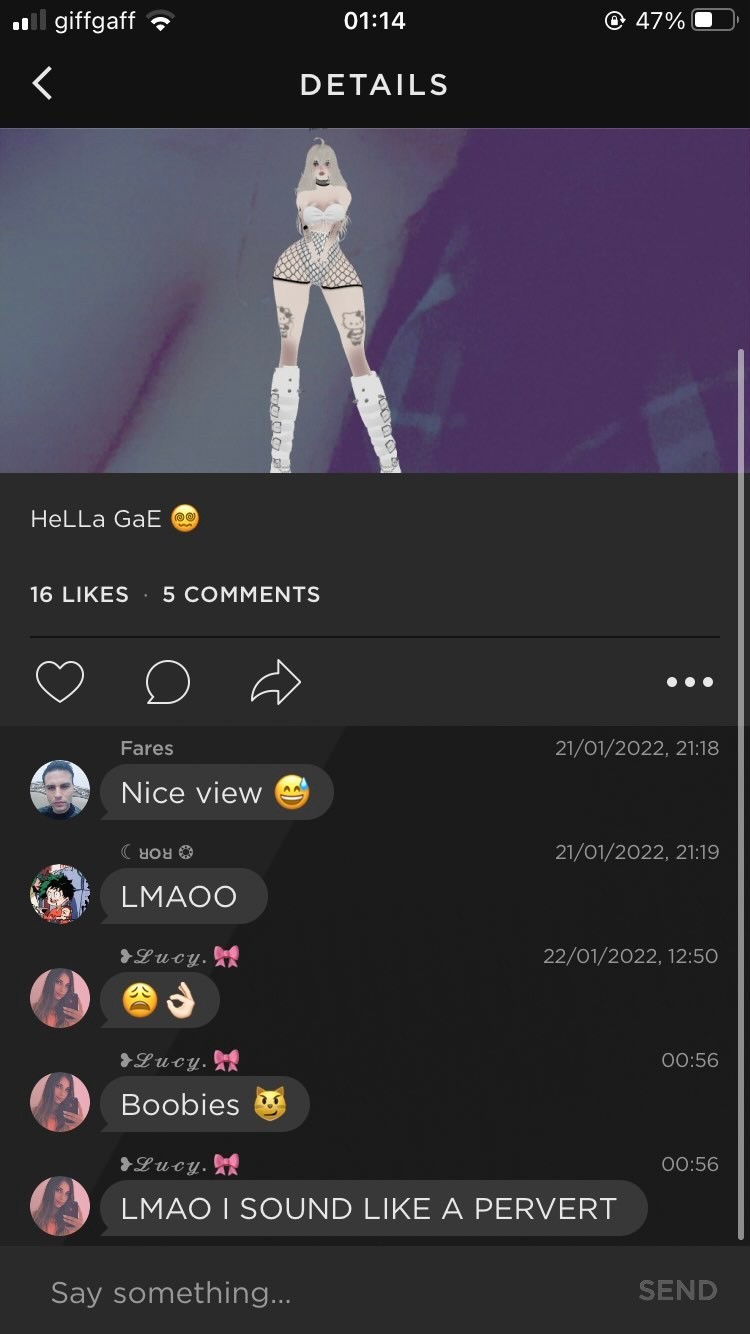 giffgaff 01:14 47%
DETAILS
HeLLa GaE 😵‍💫
16 LIKES · 5 COMMENTS
Fares 21/01/2022, 21:18
Nice view 😅
☾ ꓤOꓤ ❂ 21/01/2022, 21:19
LMAOO
❥𝓛𝓾𝓬𝔂. 🎀 22/01/2022, 12:50
😩👌🏻
❥𝓛𝓾𝓬𝔂. 🎀 00:56
Boobies 😼
❥𝓛𝓾𝓬𝔂. 🎀 00:56
LMAO I SOUND LIKE A PERVERT
Say something... SEND